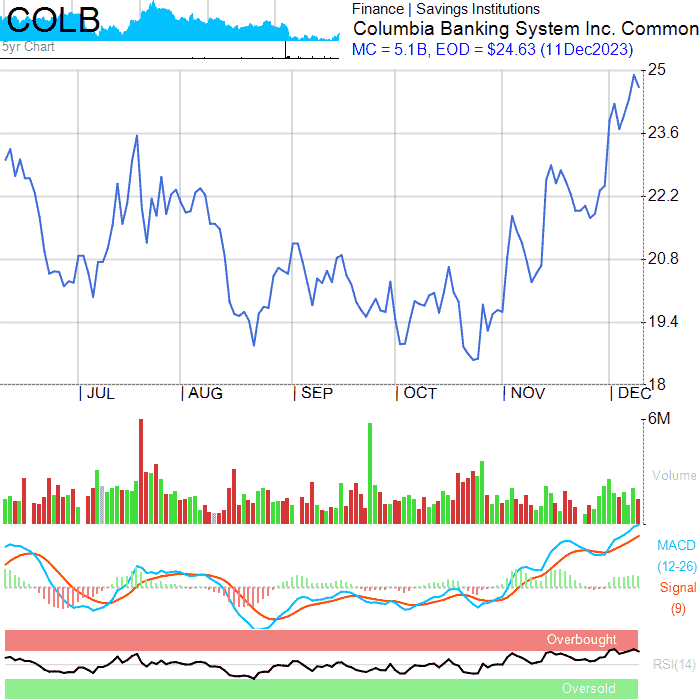 COLB
5yr Chart
Finance | Savings Institutions
Columbia Banking System Inc. Common
MC = 5.1B, EOD = $24.63 (11Dec2023)
25
23.6
22.2
20.8
19.4
18
| JUL | AUG | SEP | OCT | NOV | DEC
6M
Volume
MACD
(12-26)
Signal
(9)
Overbought
RSI(14)
Oversold